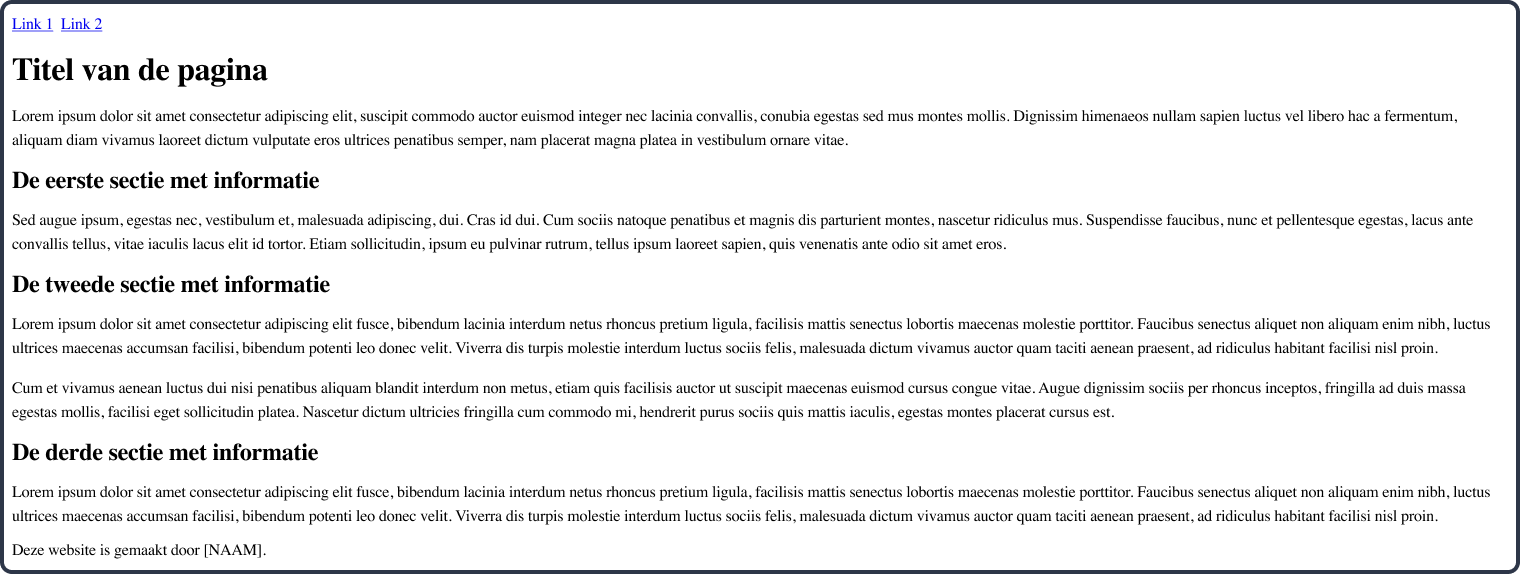 Link 1 Link 2
Titel van de pagina
Lorem ipsum dolor sit amet consectetur adipiscing elit, suscipit commodo auctor euismod integer nec lacinia convallis, conubia egestas sed mus montes mollis. Dignissim himenaeos nullam sapien luctus vel libero hac a fermentum,
aliquam diam vivamus laoreet dictum vulputate eros ultrices penatibus semper, nam placerat magna platea in vestibulum ornare vitae.
De eerste sectie met informatie
Sed augue ipsum, egestas nec, vestibulum et, malesuada adipiscing, dui. Cras id dui. Cum sociis natoque penatibus et magnis dis parturient montes, nascetur ridiculus mus. Suspendisse faucibus, nunc et pellentesque egestas, lacus ante
convallis tellus, vitae iaculis lacus elit id tortor. Etiam sollicitudin, ipsum eu pulvinar rutrum, tellus ipsum laoreet sapien, quis venenatis ante odio sit amet eros.
De tweede sectie met informatie
Lorem ipsum dolor sit amet consectetur adipiscing elit fusce, bibendum lacinia interdum netus rhoncus pretium ligula, facilisis mattis senectus lobortis maecenas molestie porttitor. Faucibus senectus aliquet non aliquam enim nibh, luctus
ultrices maecenas accumsan facilisi, bibendum potenti leo donec velit. Viverra dis turpis molestie interdum luctus sociis felis, malesuada dictum vivamus auctor quam taciti aenean praesent, ad ridiculus habitant facilisi nisl proin.
Cum et vivamus aenean luctus dui nisi penatibus aliquam blandit interdum non metus, etiam quis facilisis auctor ut suscipit maecenas euismod cursus congue vitae. Augue dignissim sociis per rhoncus inceptos, fringilla ad duis massa
egestas mollis, facilisi eget sollicitudin platea. Nascetur dictum ultricies fringilla cum commodo mi, hendrerit purus sociis quis mattis iaculis, egestas montes placerat cursus est.
De derde sectie met informatie
Lorem ipsum dolor sit amet consectetur adipiscing elit fusce, bibendum lacinia interdum netus rhoncus pretium ligula, facilisis mattis senectus lobortis maecenas molestie porttitor. Faucibus senectus aliquet non aliquam enim nibh, luctus
ultrices maecenas accumsan facilisi, bibendum potenti leo donec velit. Viverra dis turpis molestie interdum luctus sociis felis, malesuada dictum vivamus auctor quam taciti aenean praesent, ad ridiculus habitant facilisi nisl proin.
Deze website is gemaakt door [NAAM].